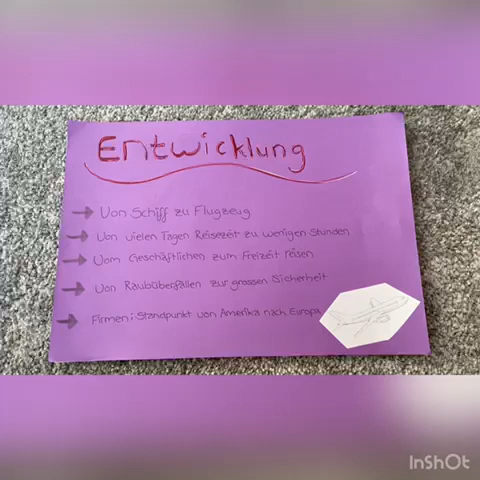 Entwicklung
Von Schiff zu Flugzeug
Von vielen Tagen Reisezeit zu wenigen Stunden
Vom Geschäftlichen zum Freizeit reisen
Von Raubüberfällen zur grossen Sicherheit
Firmen: Standpunkt von Amerika nach Europa
InShOt